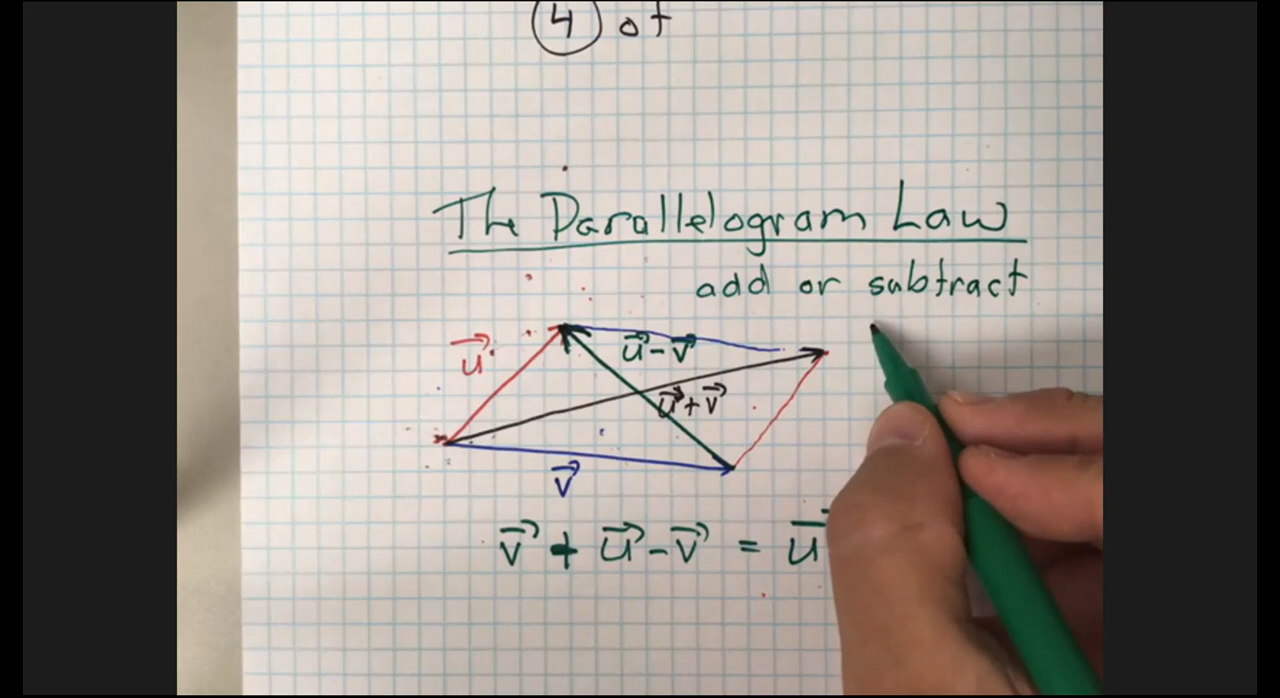 ④ of
The Parallelogram Law
add or subtract
u⃗
u⃗ - v⃗
u⃗ + v⃗
v⃗
v⃗ + u⃗ - v⃗ = u⃗